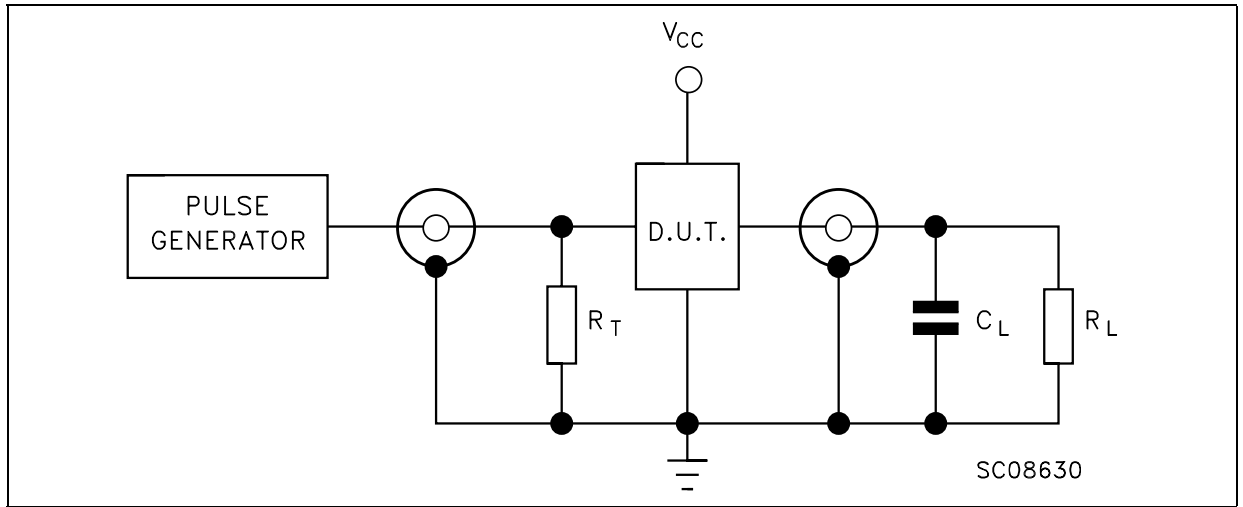 VCC
PULSE
GENERATOR
D.U.T.
RT
CL
RL
SC08630